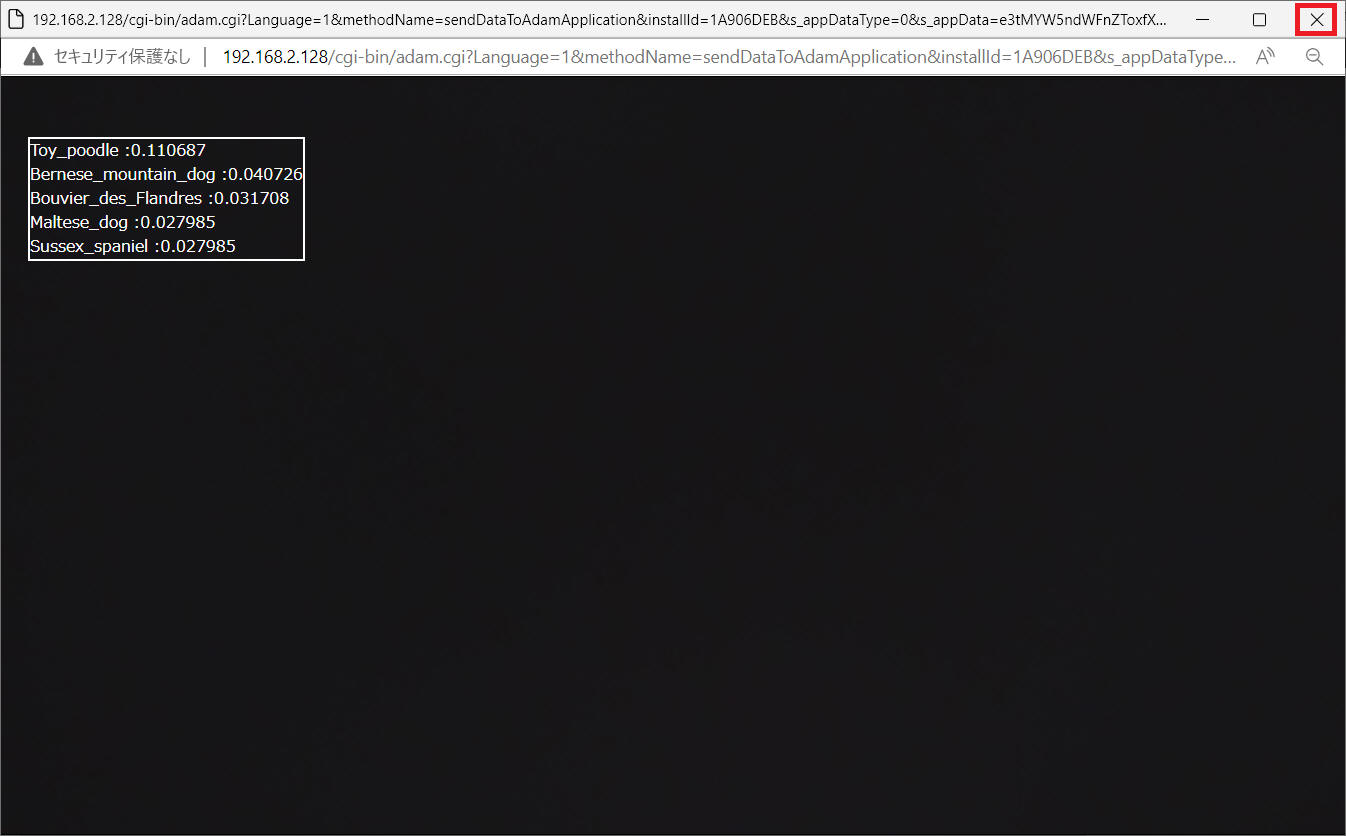 192.168.2.128/cgi-bin/adam.cgi?Language=1&methodName=sendDataToAdamApplication&installId=1A906DEB&s_appDataType=0&s_appData=e3tMYW5ndWFnZToxfX...
セキュリティ保護なし 192.168.2.128/cgi-bin/adam.cgi?Language=1&methodName=sendDataToAdamApplication&installId=1A906DEB&s_appDataType...
Toy_poodle :0.110687
Bernese_mountain_dog :0.040726
Bouvier_des_Flandres :0.031708
Maltese_dog :0.027985
Sussex_spaniel :0.027985